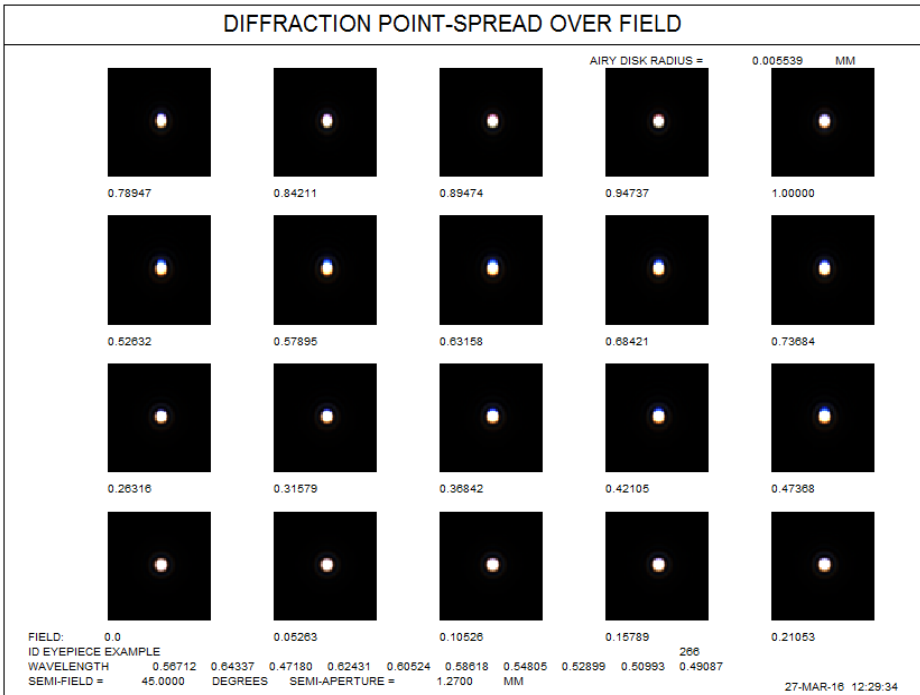 DIFFRACTION POINT-SPREAD OVER FIELD
AIRY DISK RADIUS = 0.005539 MM
0.78947 0.84211 0.89474 0.94737 1.00000
0.52632 0.57895 0.63158 0.68421 0.73684
0.26316 0.31579 0.36842 0.42105 0.47368
FIELD: 0.0 0.05263 0.10526 0.15789 0.21053
ID EYEPIECE EXAMPLE 266
WAVELENGTH 0.56712 0.64337 0.47180 0.62431 0.60524 0.58618 0.54805 0.52899 0.50993 0.49087
SEMI-FIELD = 45.0000 DEGREES SEMI-APERTURE = 1.2700 MM
27-MAR-16 12:29:34